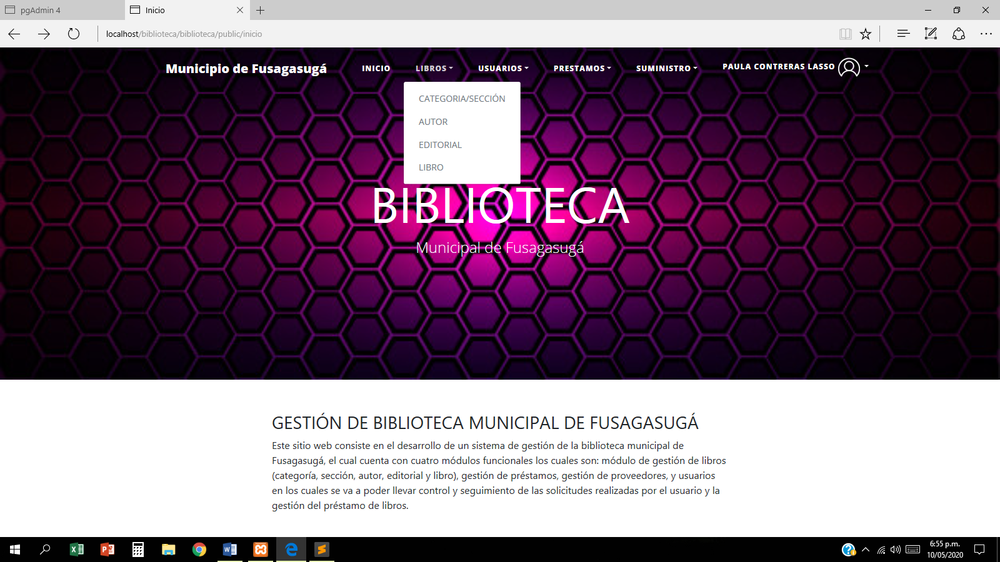 pgAdmin 4
Inicio
localhost/biblioteca/biblioteca/public/inicio
Municipio de Fusagasugá
INICIO
LIBROS
USUARIOS
PRESTAMOS
SUMINISTRO
PAULA CONTRERAS LASSO
CATEGORIA/SECCIÓN
AUTOR
EDITORIAL
LIBRO
BIBLIOTECA
Municipal de Fusagasugá
GESTIÓN DE BIBLIOTECA MUNICIPAL DE FUSAGASUGÁ
Este sitio web consiste en el desarrollo de un sistema de gestión de la biblioteca municipal de
Fusagasugá, el cual cuenta con cuatro módulos funcionales los cuales son: módulo de gestión de libros
(categoría, sección, autor, editorial y libro), gestión de préstamos, gestión de proveedores, y usuarios
en los cuales se va a poder llevar control y seguimiento de las solicitudes realizadas por el usuario y la
gestión del préstamo de libros.
6:55 p.m.
10/05/2020